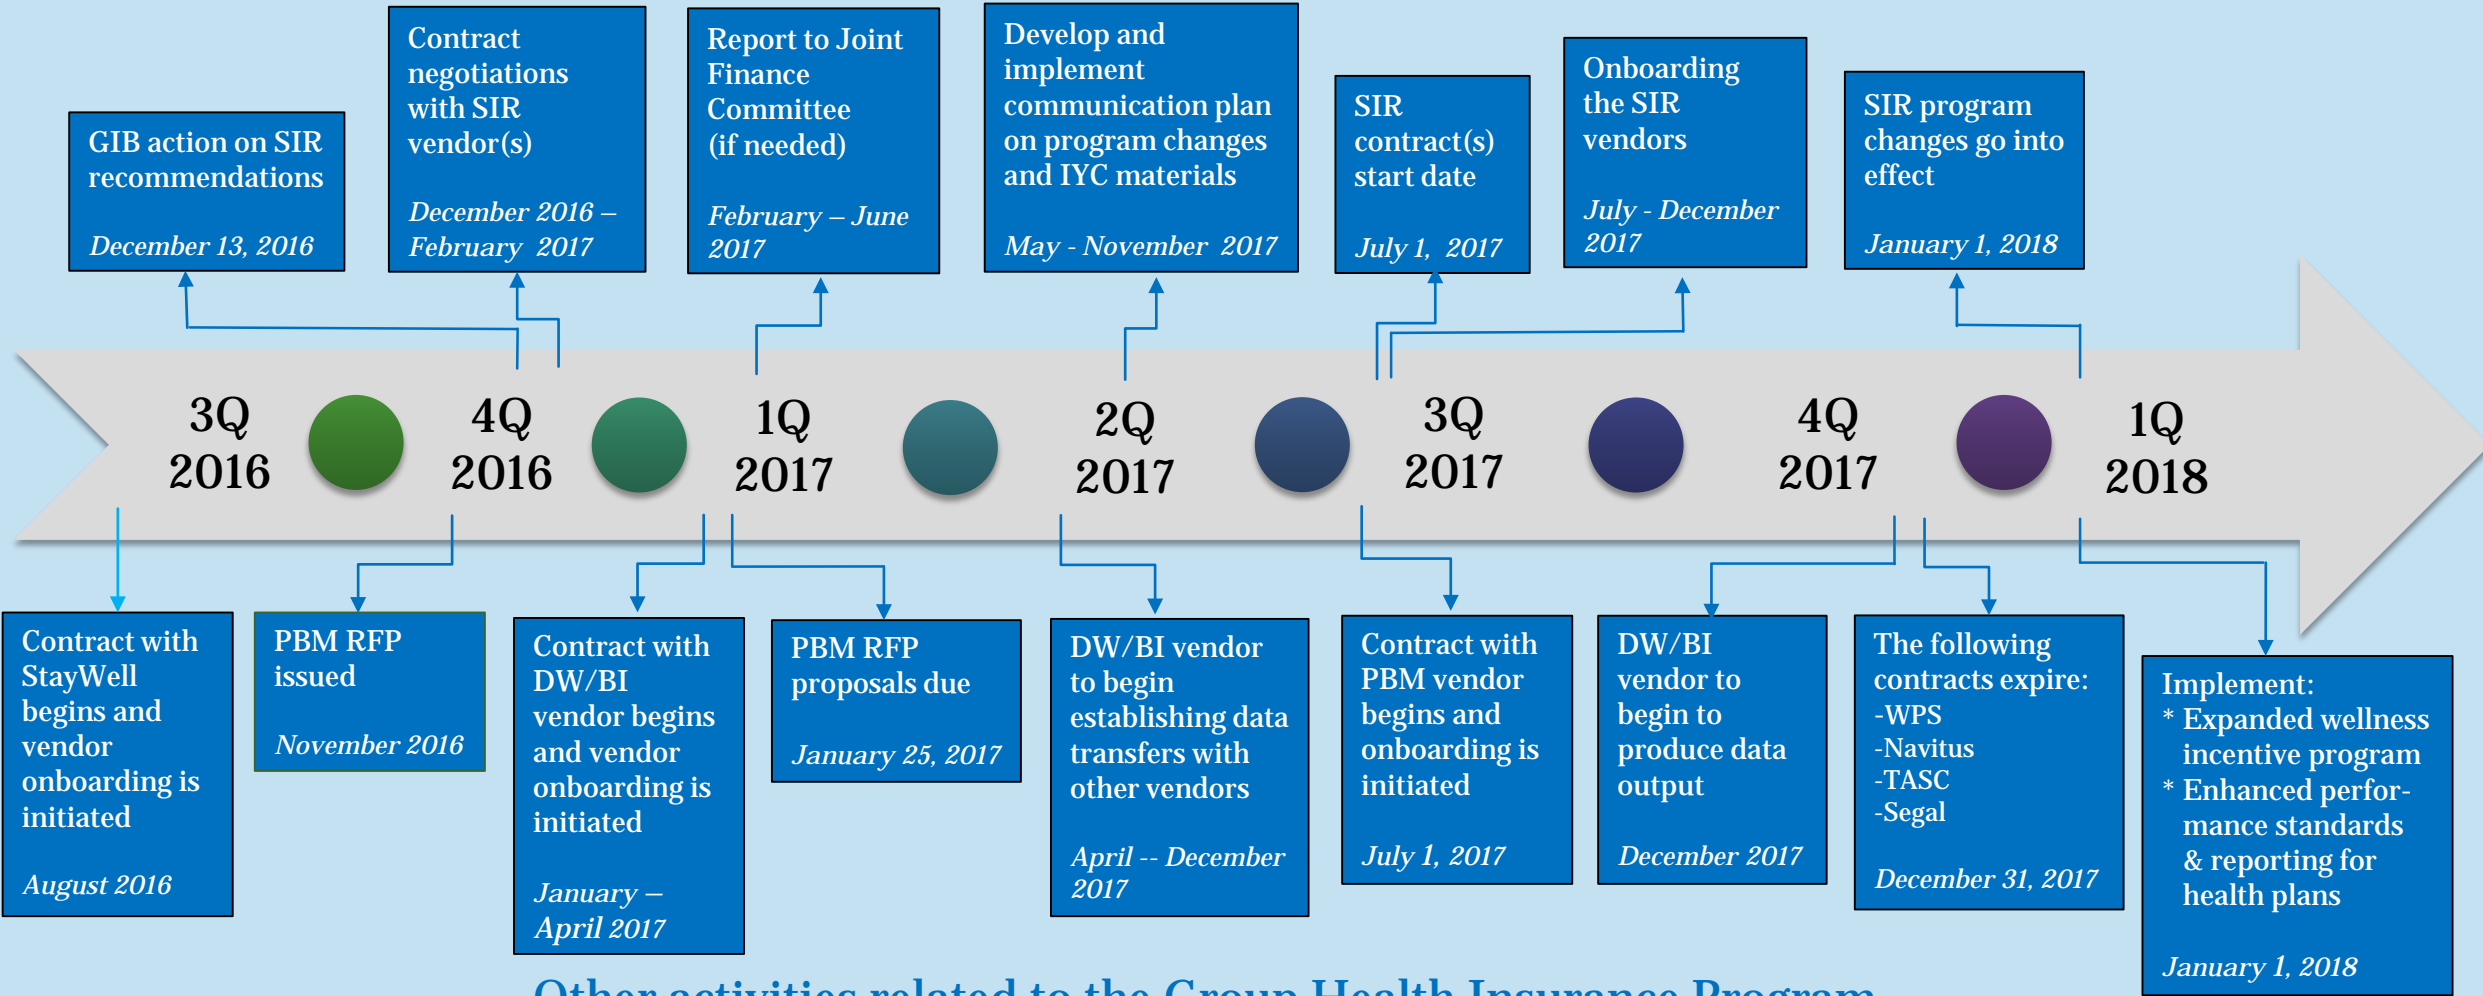 GIB action on SIR
recommendations
December 13, 2016
Contract
negotiations
with SIR
vendor(s)
December 2016 –
February 2017
Report to Joint
Finance
Committee
(if needed)
February – June
2017
Develop and
implement
communication plan
on program changes
and IYC materials
May - November 2017
SIR
contract(s)
start date
July 1, 2017
Onboarding
the SIR
vendors
July - December
2017
SIR program
changes go into
effect
January 1, 2018
3Q
2016
4Q
2016
1Q
2017
2Q
2017
3Q
2017
4Q
2017
1Q
2018
Contract with
StayWell
begins and
vendor
onboarding is
initiated
August 2016
PBM RFP
issued
November 2016
Contract with
DW/BI
vendor begins
and vendor
onboarding is
initiated
January –
April 2017
PBM RFP
proposals due
January 25, 2017
DW/BI vendor
to begin
establishing data
transfers with
other vendors
April -- December
2017
Contract with
PBM vendor
begins and
onboarding is
initiated
July 1, 2017
DW/BI
vendor to
begin to
produce data
output
December 2017
The following
contracts expire:
-WPS
-Navitus
-TASC
-Segal
December 31, 2017
Implement:
* Expanded wellness
incentive program
* Enhanced perfor-
mance standards
& reporting for
health plans
January 1, 2018
Other activities related to the Group Health Insurance Program